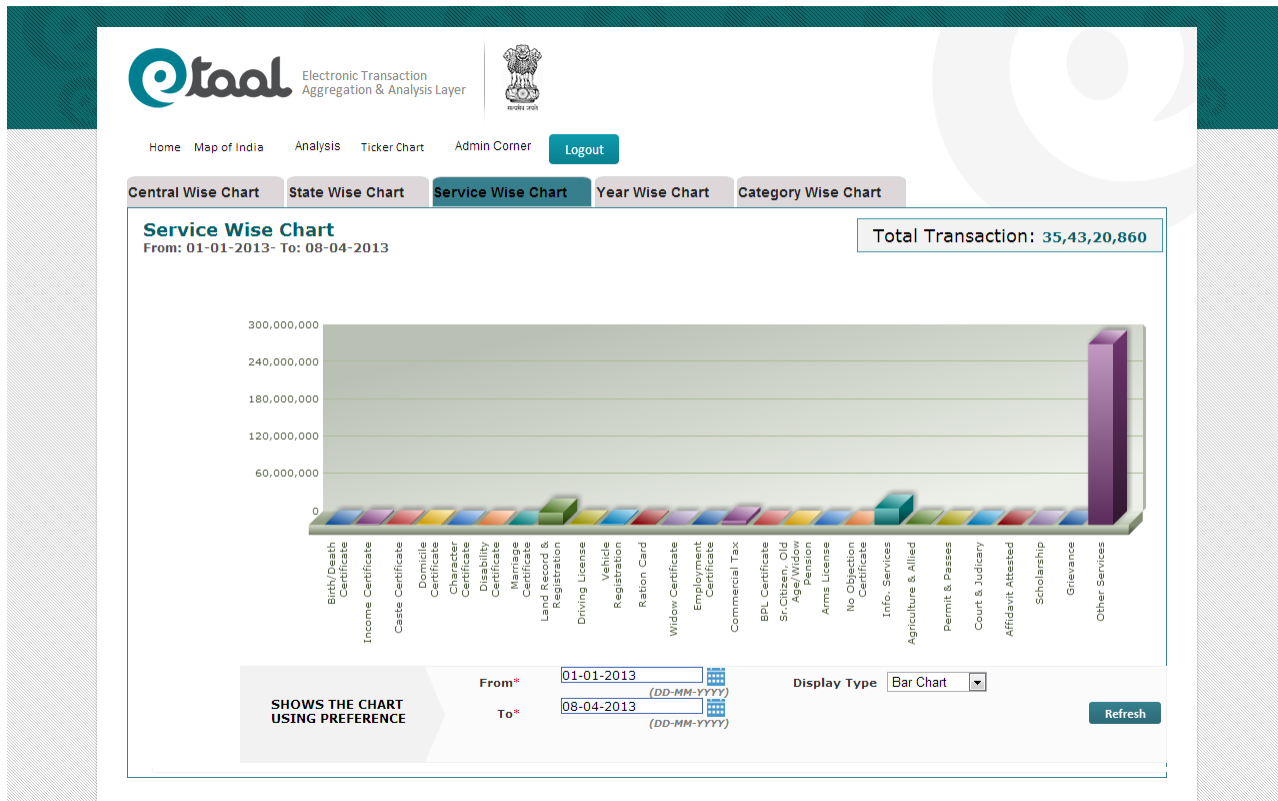 etaal
Electronic Transaction
Aggregation & Analysis Layer
सत्यमेव जयते
Home Map of India Analysis Ticker Chart Admin Corner Logout
Central Wise Chart State Wise Chart Service Wise Chart Year Wise Chart Category Wise Chart
Service Wise Chart
From: 01-01-2013- To: 08-04-2013
Total Transaction: 35,43,20,860
300,000,000
240,000,000
180,000,000
120,000,000
60,000,000
0
Birth/Death
Certificate
Income Certificate
Caste Certificate
Domicile
Certificate
Character
Certificate
Disability
Certificate
Marriage
Certificate
Land Record &
Registration
Driving License
Vehicle
Registration
Ration Card
Widow Certificate
Employment
Certificate
Commercial Tax
BPL Certificate
Sr.Citizen, Old
Age/Widow
Pension
Arms License
No Objection
Certificate
Info. Services
Agriculture & Allied
Permit & Passes
Court & Judicary
Affidavit Attested
Scholarship
Grievance
Other Services
SHOWS THE CHART
USING PREFERENCE
From* 01-01-2013
(DD-MM-YYYY)
To* 08-04-2013
(DD-MM-YYYY)
Display Type Bar Chart
Refresh